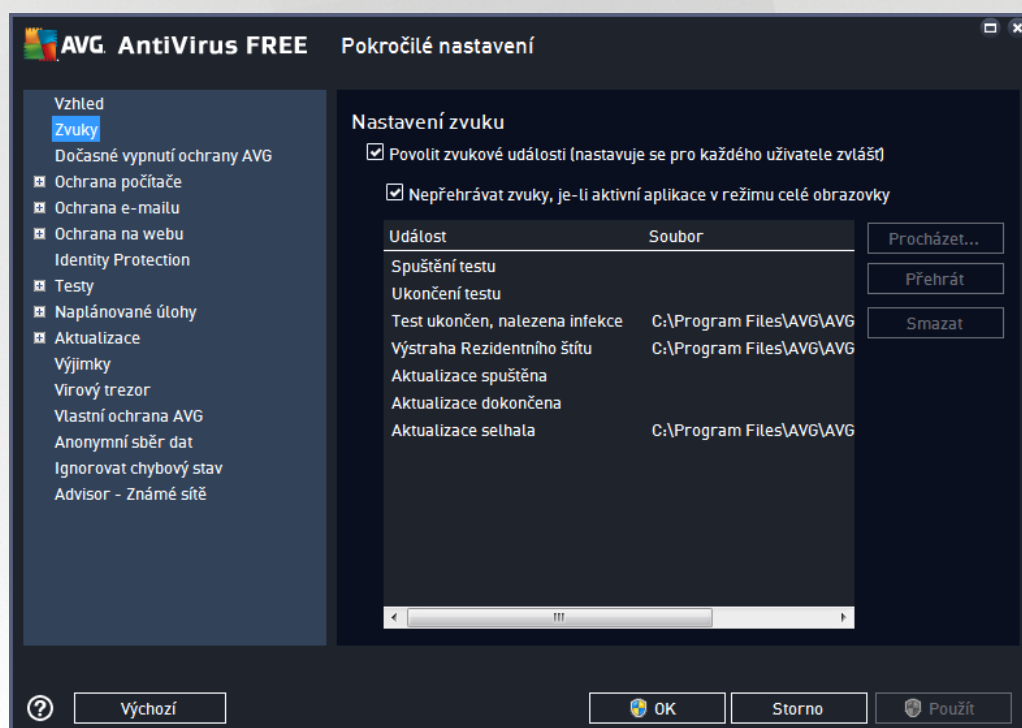 AVG. AntiVirus FREE Pokročilé nastavení
Vzhled
Zvuky
Dočasné vypnutí ochrany AVG
Ochrana počítače
Ochrana e-mailu
Ochrana na webu
Identity Protection
Testy
Naplánované úlohy
Aktualizace
Výjimky
Virový trezor
Vlastní ochrana AVG
Anonymní sběr dat
Ignorovat chybový stav
Advisor - Známé sítě
Nastavení zvuku
Povolit zvukové události (nastavuje se pro každého uživatele zvlášť)
Nepřehrávat zvuky, je-li aktivní aplikace v režimu celé obrazovky
Událost Soubor
Spuštění testu
Ukončení testu
Test ukončen, nalezena infekce C:\Program Files\AVG\AVG
Výstraha Rezidentního štítu C:\Program Files\AVG\AVG
Aktualizace spuštěna
Aktualizace dokončena
Aktualizace selhala C:\Program Files\AVG\AVG
Procházet...
Přehrát
Smazat
? Výchozí OK Storno Použít